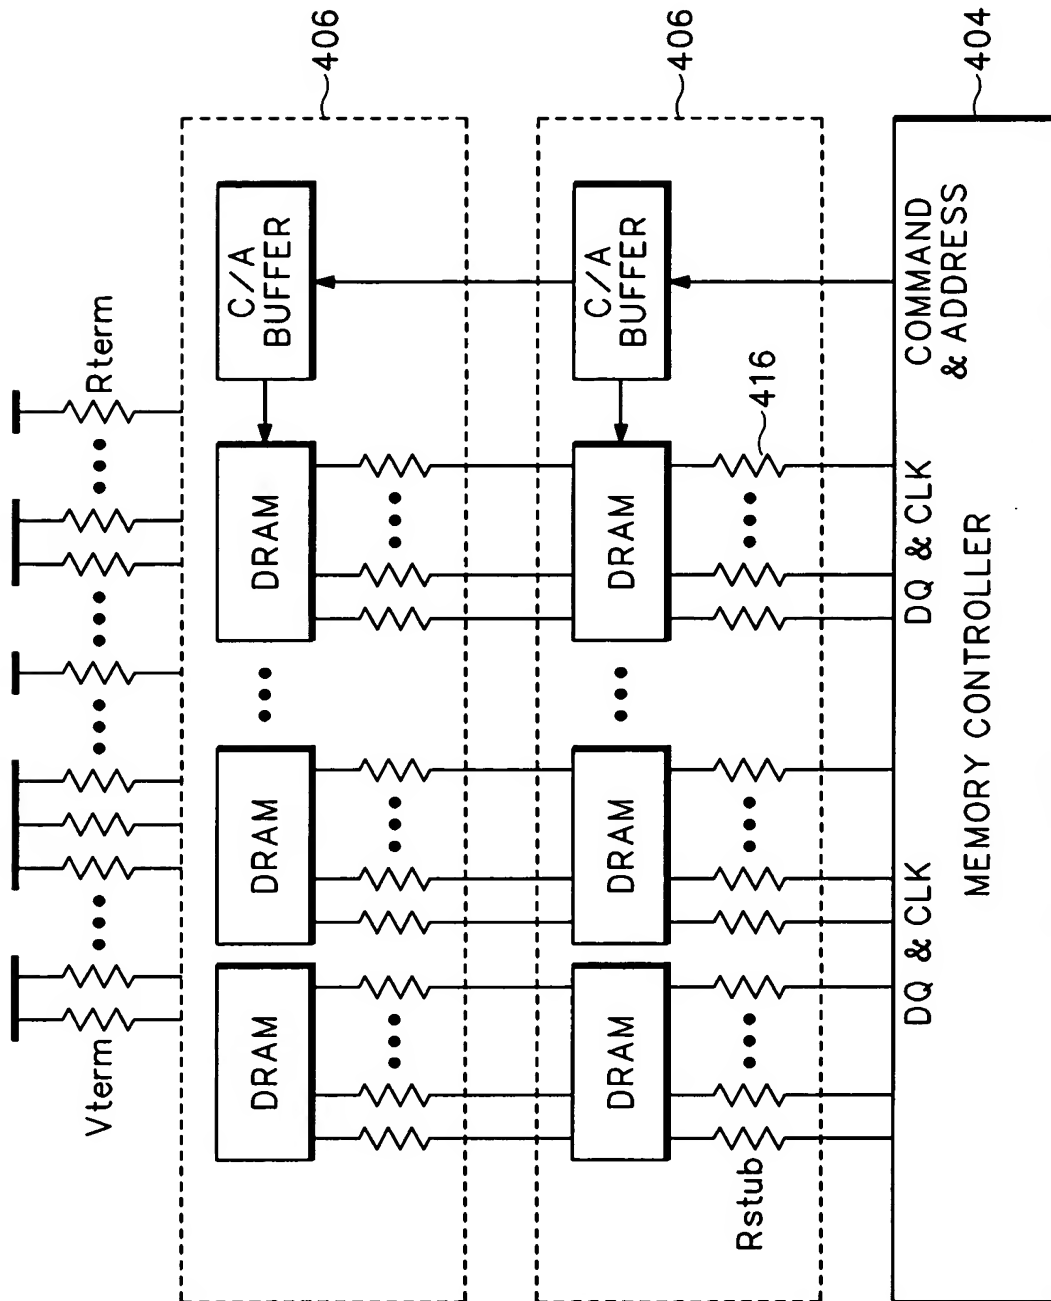 Vterm
Rterm
DRAM
DRAM
DRAM
C/A
BUFFER
406
DRAM
DRAM
DRAM
C/A
BUFFER
406
Rstub
416
DQ & CLK
DQ & CLK
COMMAND
& ADDRESS
MEMORY CONTROLLER
404